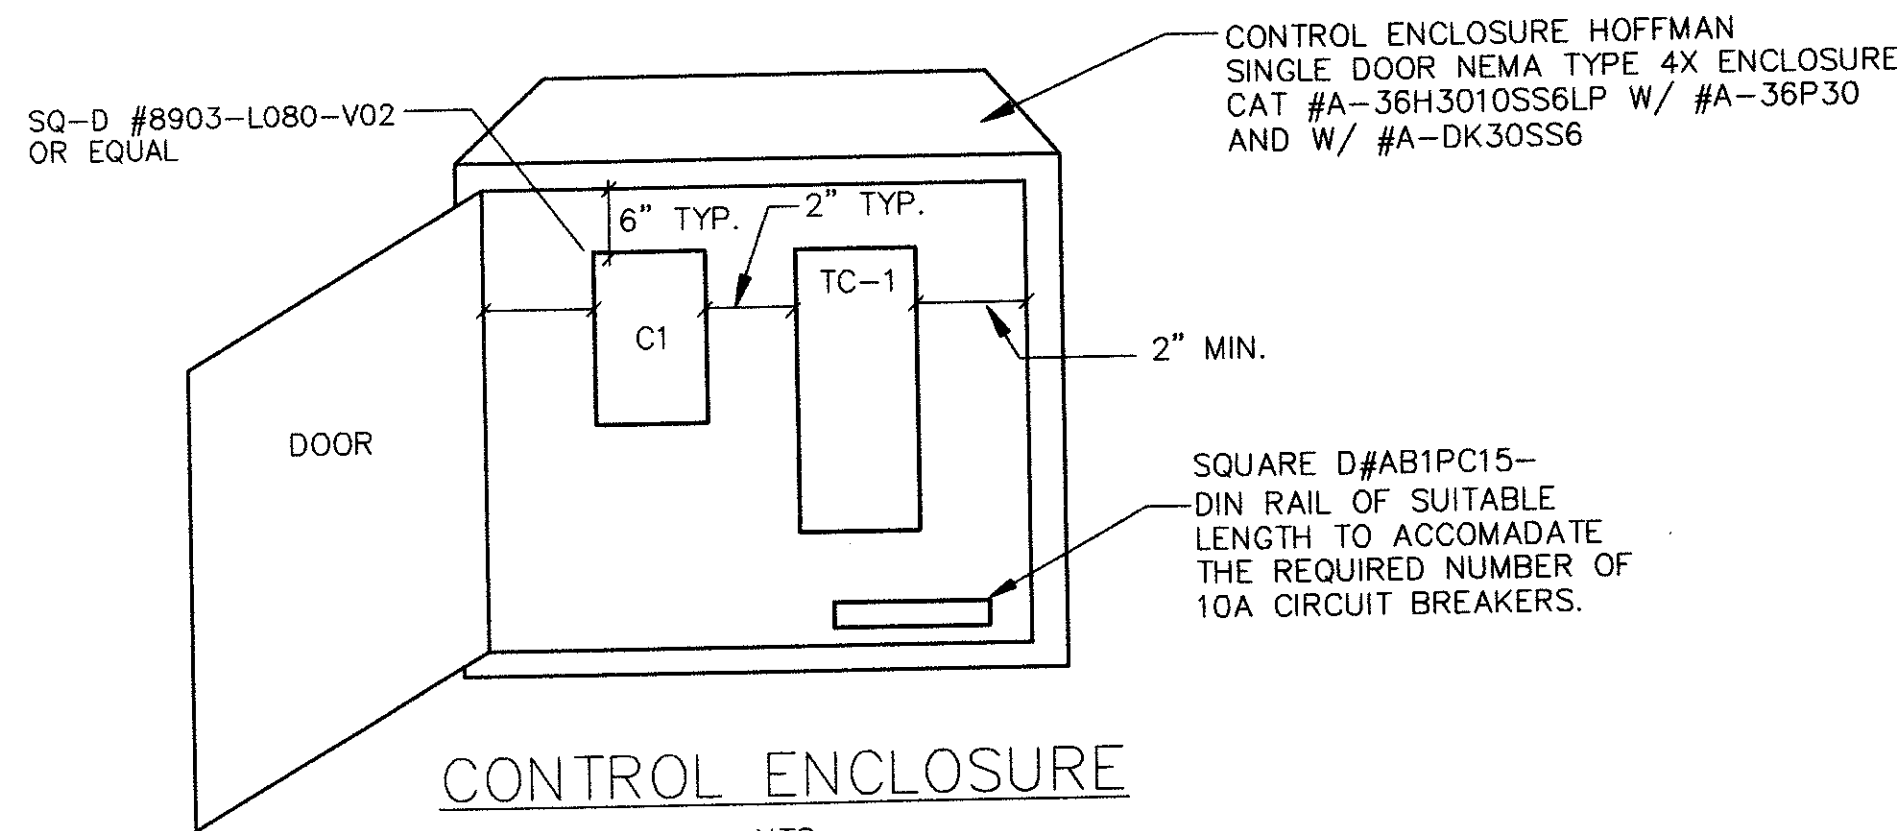 CONTROL ENCLOSURE HOFFMAN
SINGLE DOOR NEMA TYPE 4X ENCLOSURE
CAT #A-36H3010SS6LP W/ #A-36P30
AND W/ #A-DK30SS6
SQ-D #8903-L080-V02
OR EQUAL
6" TYP.
2" TYP.
TC-1
C1
2" MIN.
DOOR
SQUARE D#AB1PC15-
DIN RAIL OF SUITABLE
LENGTH TO ACCOMADATE
THE REQUIRED NUMBER OF
10A CIRCUIT BREAKERS.
CONTROL ENCLOSURE